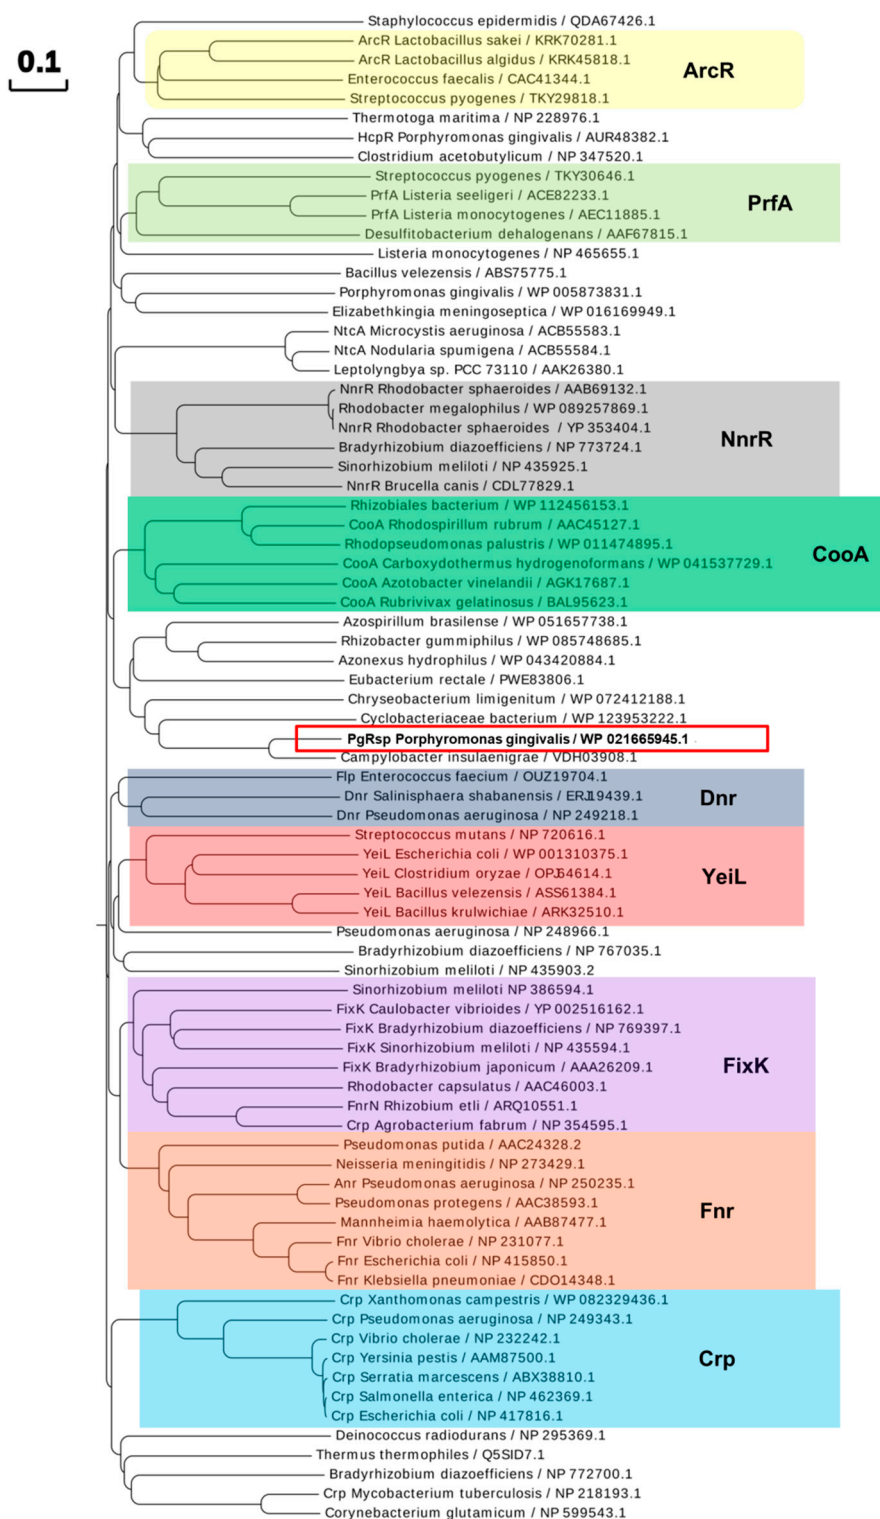 Staphylococcus epidermidis / QDA67426.1
ArcR Lactobacillus sakei / KRK70281.1
0.1
ArcR Lactobacillus algidus / KRK45818.1
ArcR
Enterococcus faecalis / CAC41344.1
Streptococcus pyogenes / TKY29818.1
Thermotoga maritima / NP 228976.1
HcpR Porphyromonas gingivalis / AUR48382.1
Clostridium acetobutylicum / NP 347520.1
Streptococcus pyogenes / TKY30646.1
PrfA Listeria seeligeri / ACE82233.1
PrfA
PrfA Listeria monocytogenes / AEC11885.1
Desulfitobacterium dehalogenans / AAF67815.1
Listeria monocytogenes / NP 465655.1
Bacillus velezensis / ABS75775.1
Porphyromonas gingivalis / WP 005873831.1
Elizabethkingia meningoseptica / WP 016169949.1
NtcA Microcystis aeruginosa / ACB55583.1
NtcA Nodularia spumigena / ACB55584.1
Leptolyngbya sp. PCC 73110 / AAK26380.1
NnrR Rhodobacter sphaeroides / AAB69132.1
Rhodobacter megalophilus / WP 089257869.1
NnrR Rhodobacter sphaeroides / YP 353404.1
NnrR
Bradyrhizobium diazoefficiens / NP 773724.1
Sinorhizobium meliloti / NP 435925.1
NnrR Brucella canis / CDL77829.1
Rhizobiales bacterium / WP 112456153.1
CooA Rhodospirillum rubrum / AAC45127.1
Rhodopseudomonas palustris / WP 011474895.1
CooA
CooA Carboxydothermus hydrogenoformans / WP 041537729.1
CooA Azotobacter vinelandii / AGK17687.1
CooA Rubrivivax gelatinosus / BAL95623.1
Azospirillum brasilense / WP 051657738.1
Rhizobacter gummiphilus / WP 085748685.1
Azonexus hydrophilus / WP 043420884.1
Eubacterium rectale / PWE83806.1
Chryseobacterium limigenitum / WP 072412188.1
Cyclobacteriaceae bacterium / WP 123953222.1
PgRsp Porphyromonas gingivalis / WP 021665945.1
Campylobacter insulaenigrae / VDH03908.1
Flp Enterococcus faecium / OUZ19704.1
Dnr Salinisphaera shabanensis / ERJ19439.1
Dnr
Dnr Pseudomonas aeruginosa / NP 249218.1
Streptococcus mutans / NP 720616.1
YeiL Escherichia coli / WP 001310375.1
YeiL Clostridium oryzae / OPJ64614.1
YeiL
YeiL Bacillus velezensis / ASS61384.1
YeiL Bacillus krulwichiae / ARK32510.1
Pseudomonas aeruginosa / NP 248966.1
Bradyrhizobium diazoefficiens / NP 767035.1
Sinorhizobium meliloti / NP 435903.2
Sinorhizobium meliloti NP 386594.1
FixK Caulobacter vibrioides / YP 002516162.1
FixK Bradyrhizobium diazoefficiens / NP 769397.1
FixK Sinorhizobium meliloti / NP 435594.1
FixK
FixK Bradyrhizobium japonicum / AAA26209.1
Rhodobacter capsulatus / AAC46003.1
FnrN Rhizobium etli / ARQ10551.1
Crp Agrobacterium fabrum / NP 354595.1
Pseudomonas putida / AAC24328.2
Neisseria meningitidis / NP 273429.1
Anr Pseudomonas aeruginosa / NP 250235.1
Pseudomonas protegens / AAC38593.1
Fnr
Mannheimia haemolytica / AAB87477.1
Fnr Vibrio cholerae / NP 231077.1
Fnr Escherichia coli / NP 415850.1
Fnr Klebsiella pneumoniae / CDO14348.1
Crp Xanthomonas campestris / WP 082329436.1
Crp Pseudomonas aeruginosa / NP 249343.1
Crp Vibrio cholerae / NP 232242.1
Crp Yersinia pestis / AAM87500.1
Crp
Crp Serratia marcescens / ABX38810.1
Crp Salmonella enterica / NP 462369.1
Crp Escherichia coli / NP 417816.1
Deinococcus radiodurans / NP 295369.1
Thermus thermophiles / Q5SID7.1
Bradyrhizobium diazoefficiens / NP 772700.1
Crp Mycobacterium tuberculosis / NP 218193.1
Corynebacterium glutamicum / NP 599543.1